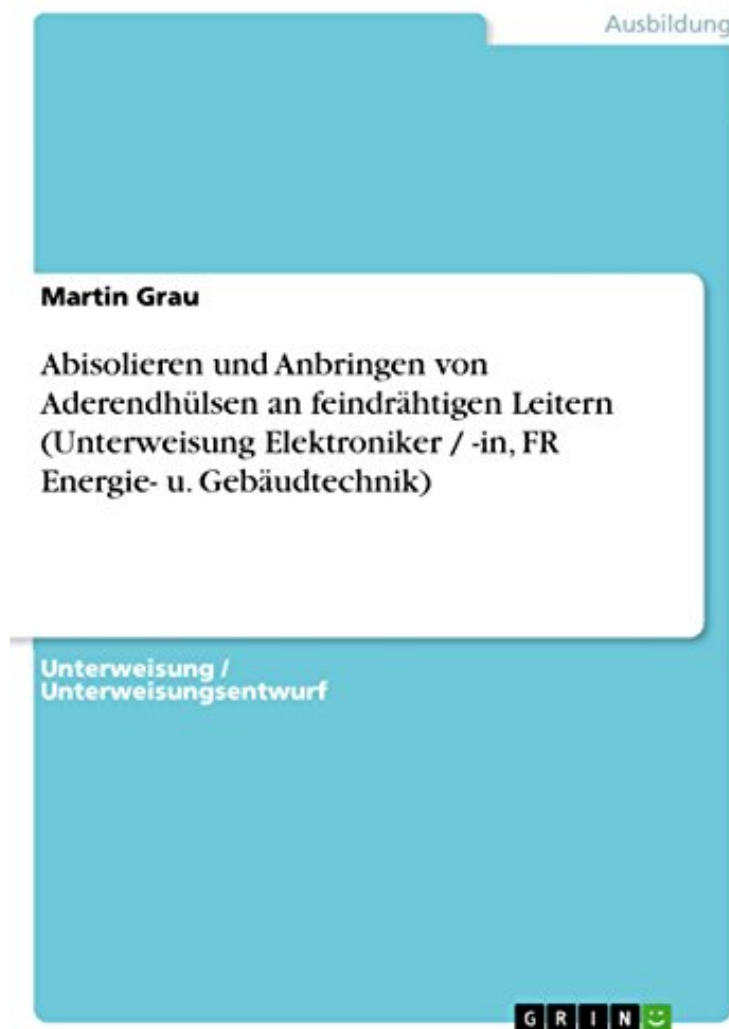 Ausbildung
Martin Grau
Abisolieren und Anbringen von
Aderendhülsen an feindrähtigen Leitern
(Unterweisung Elektroniker / -in, FR
Energie- u. Gebäudtechnik)
Unterweisung /
Unterweisungsentwurf
GRIN